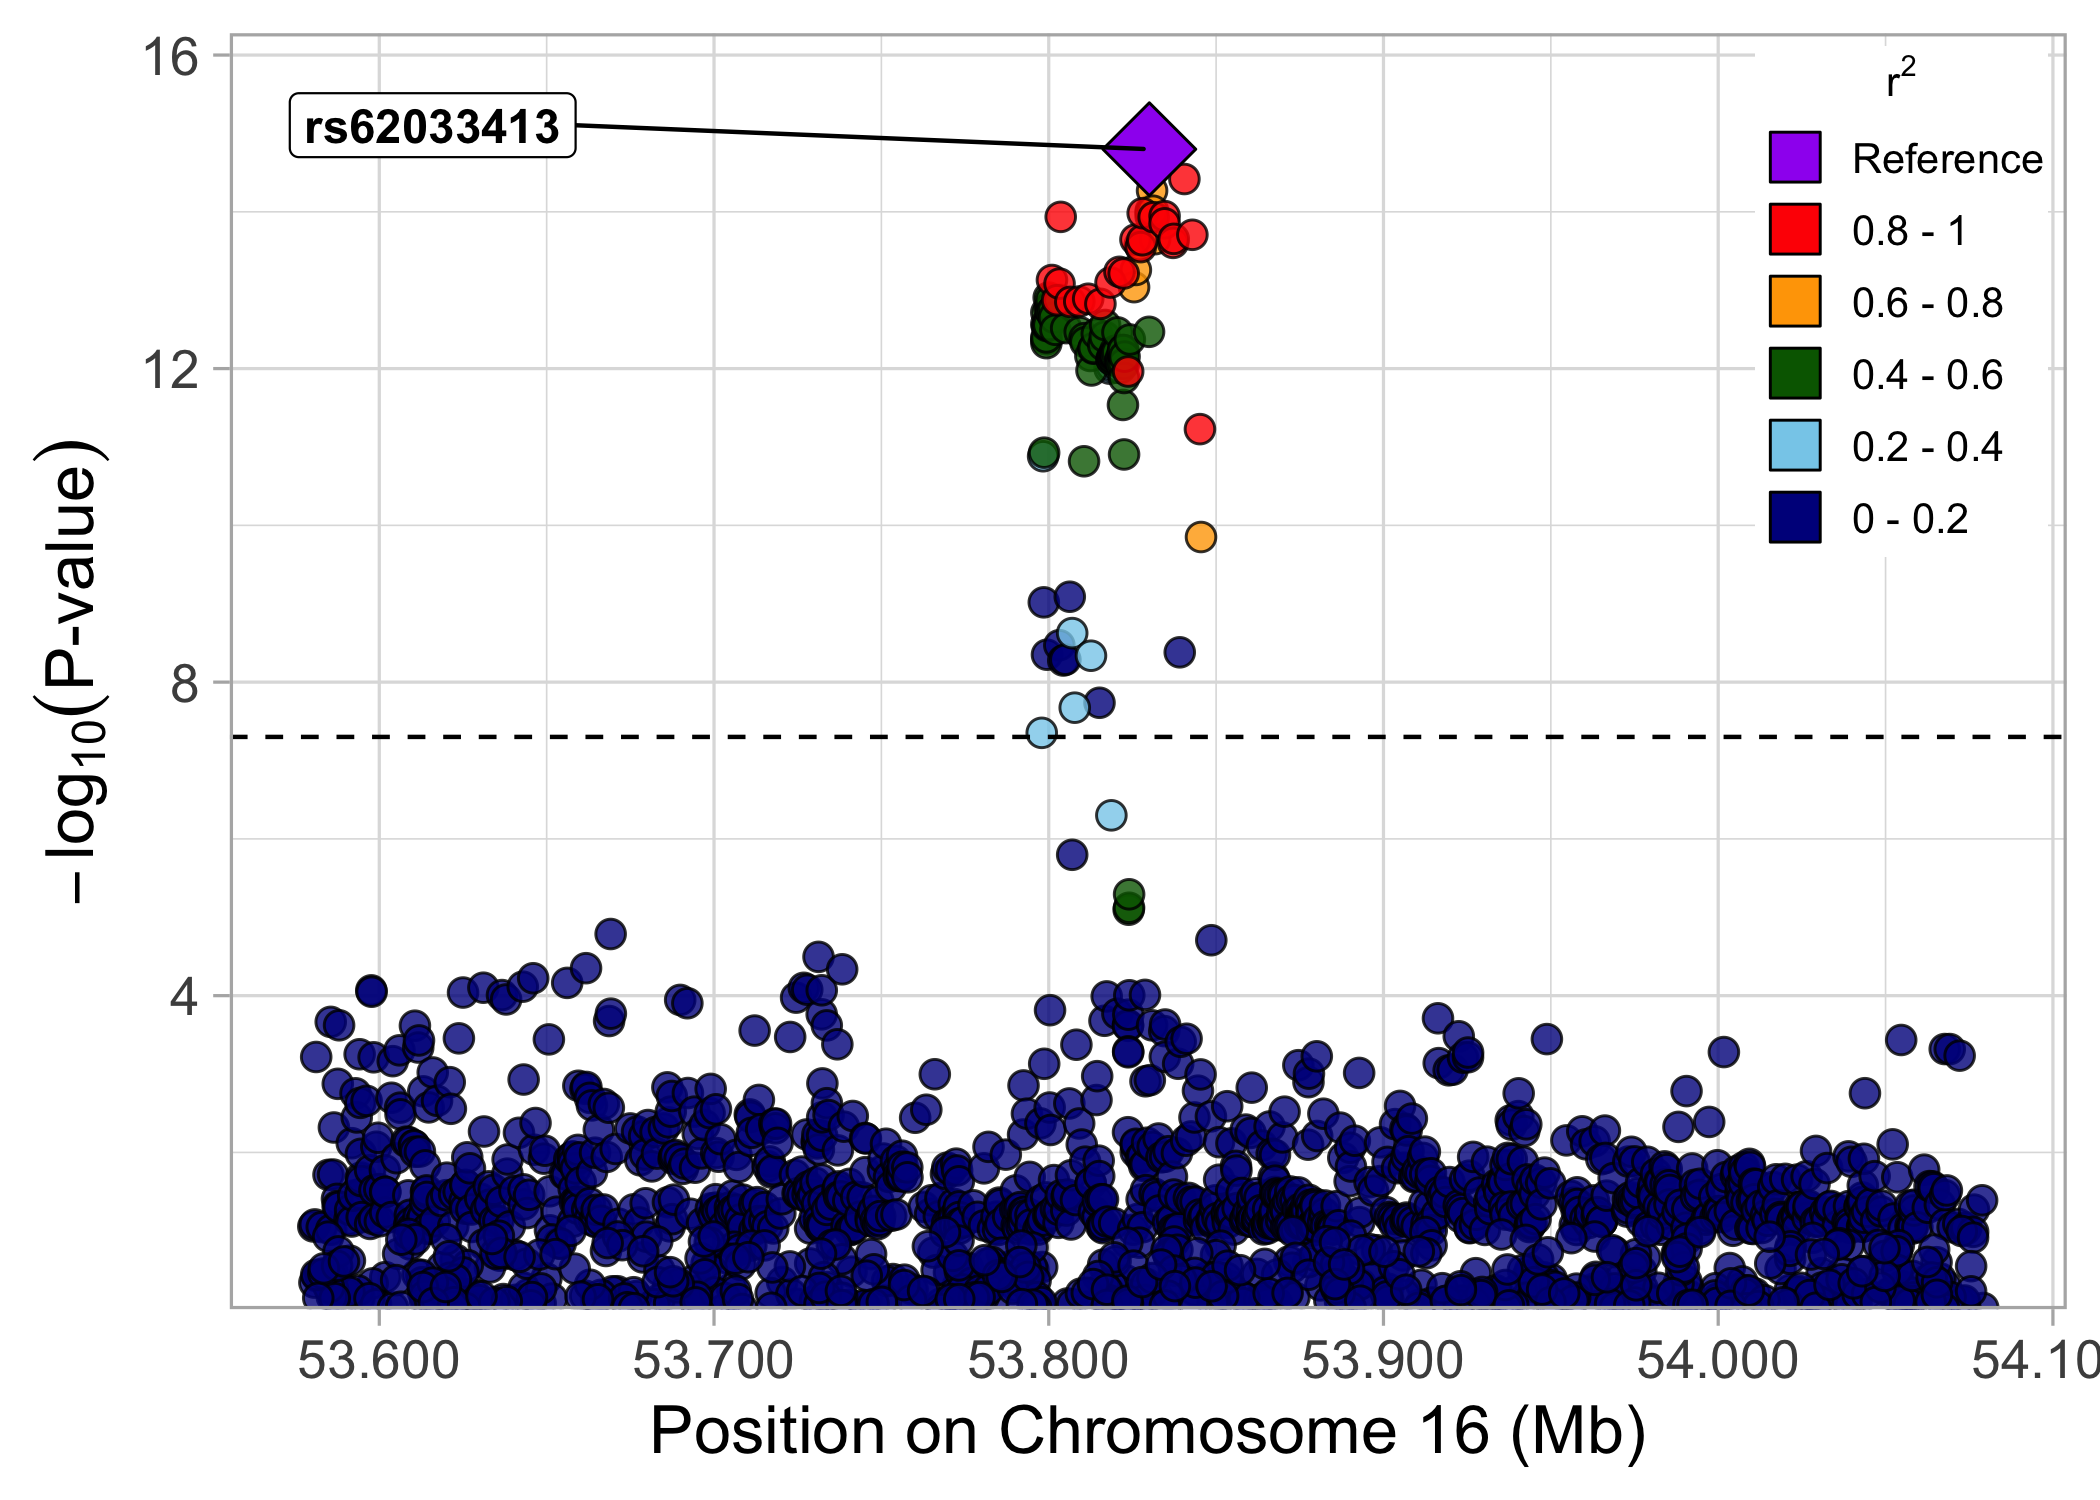 16
12
8
4
−log10(P-value)
rs62033413
r2
Reference
0.8 - 1
0.6 - 0.8
0.4 - 0.6
0.2 - 0.4
0 - 0.2
53.600 53.700 53.800 53.900 54.000 54.10
Position on Chromosome 16 (Mb)